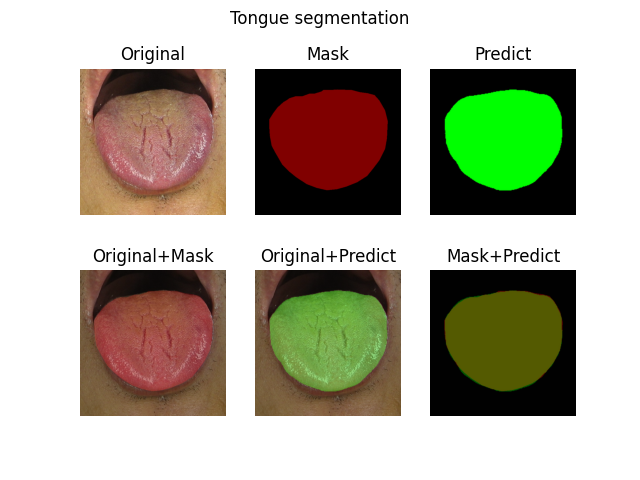 Tongue segmentation
Original
Mask
Predict
Original+Mask
Original+Predict
Mask+Predict